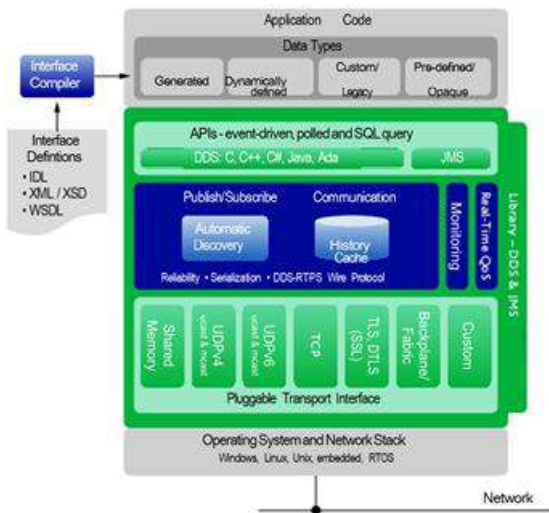 Application Code
Data Types
Generated
Dynamically
defined
Custom/
Legacy
Pre-defined/
Opaque
Interface
Compiler
Interface
Defintions
• IDL
• XML / XSD
• WSDL
APIs - event-driven, polled and SQL query
DDS: C, C++, C#, Java, Ada
JMS
Publish/Subscribe Communication
Automatic
Discovery
History
Cache
Reliability • Serialization • DDS-RTPS Wire Protocol
Monitoring
Real-Time QoS
Library – DDS & JMS
Shared
Memory
UDPv4
ucast & mcast
UDPv6
ucast & mcast
TCP
TLS, DTLS
(SSL)
Backplane/
Fabric
Custom
Pluggable Transport Interface
Operating System and Network Stack
Windows, Linux, Unix, embedded, RTOS
Network